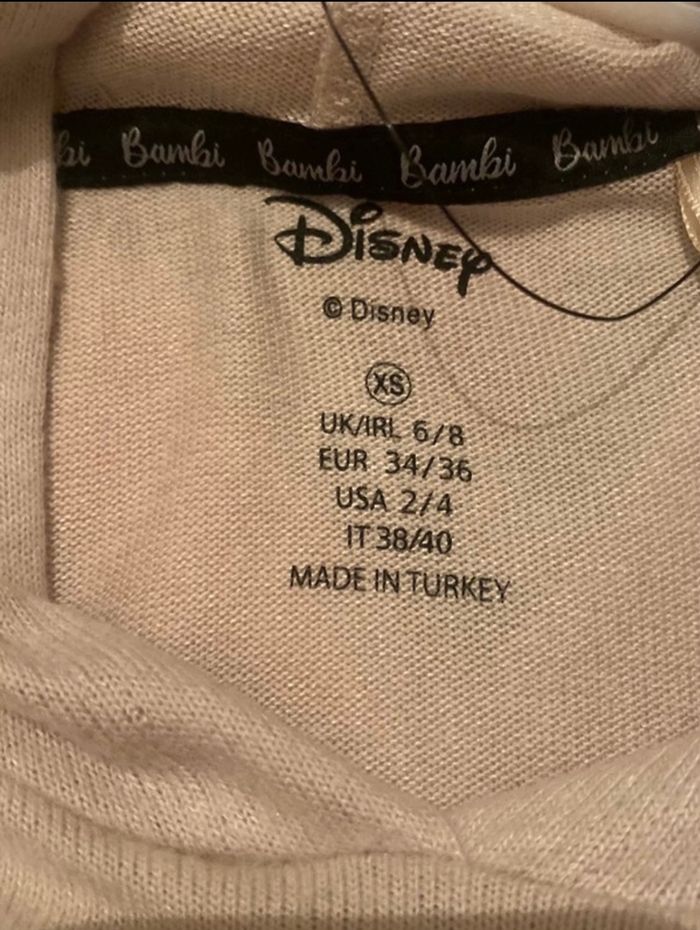 bi Bambi Bambi Bambi Bambi
Disney
© Disney
XS
UK/IRL 6/8
EUR 34/36
USA 2/4
IT 38/40
MADE IN TURKEY